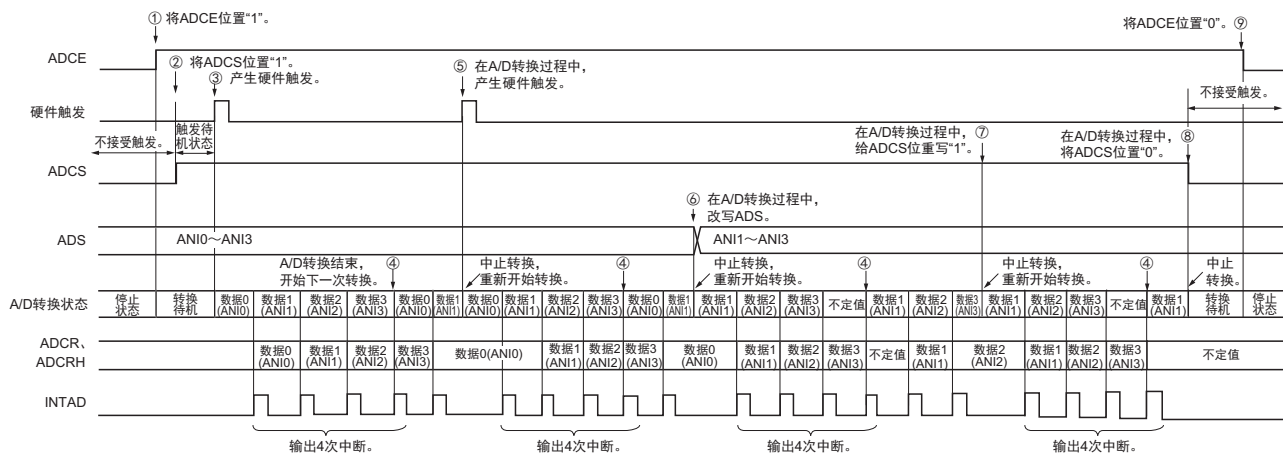 ① 将ADCE位置“1”。
将ADCE位置“0”。⑨
ADCE
② 将ADCS位置“1”。
③ 产生硬件触发。
⑤ 在A/D转换过程中，
产生硬件触发。
硬件触发
不接受触发。
触发待
机状态
不接受触发。
在A/D转换过程中，⑦
给ADCS位重写“1”。
在A/D转换过程中，⑧
将ADCS位置“0”。
ADCS
⑥ 在A/D转换过程中，
改写ADS。
ADS
ANI0～ANI3
ANI1～ANI3
A/D转换结束，
开始下一次转换。④
中止转换，
重新开始转换。
④
中止转换，
重新开始转换。
④
中止转换，
重新开始转换。
④
中止
转换。
A/D转换状态
停止
状态
转换
待机
数据0 数据1 数据2 数据3 数据0 数据1 数据0 数据1 数据2 数据3 数据0 数据1 数据1 数据2 数据3 不定值 数据1 数据2 数据3 数据1 数据2 数据3 不定值 数据1
(ANI0) (ANI1) (ANI2) (ANI3) (ANI0) (ANI1) (ANI0) (ANI1) (ANI2) (ANI3) (ANI0) (ANI1) (ANI1) (ANI2) (ANI3) (ANI1) (ANI2) (ANI3) (ANI1) (ANI2) (ANI3) (ANI1)
转换
待机
停止
状态
ADCR、
ADCRH
数据0 数据1 数据2 数据3 数据0(ANI0) 数据1 数据2 数据3 数据0 数据1 数据2 数据3 不定值 数据1 数据2 数据1 数据2 数据3 不定值
(ANI0) (ANI1) (ANI2) (ANI3) (ANI1) (ANI2) (ANI3) (ANI0) (ANI1) (ANI2) (ANI3) (ANI1) (ANI2) (ANI1) (ANI2) (ANI3)
INTAD
输出4次中断。
输出4次中断。
输出4次中断。
输出4次中断。